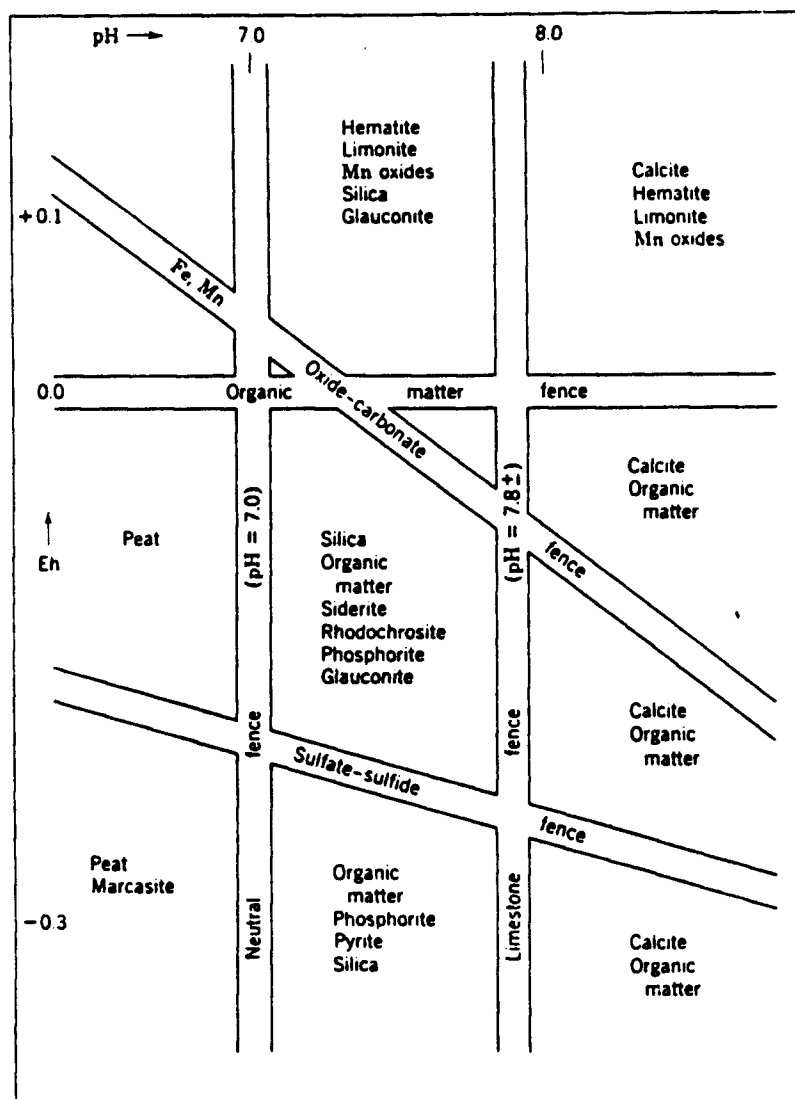 pH → 7.0 8.0
Hematite
Limonite
Mn oxides
Silica
Glauconite
Calcite
Hematite
Limonite
Mn oxides
+0.1
Fe, Mn
Oxide-carbonate
fence
0.0
Organic matter fence
Calcite
Organic
matter
Eh
Peat
Neutral fence (pH = 7.0)
Silica
Organic
matter
Siderite
Rhodochrosite
Phosphorite
Glauconite
Limestone fence (pH = 7.8±)
Calcite
Organic
matter
Sulfate-sulfide
fence
Peat
Marcasite
-0.3
Organic
matter
Phosphorite
Pyrite
Silica
Calcite
Organic
matter